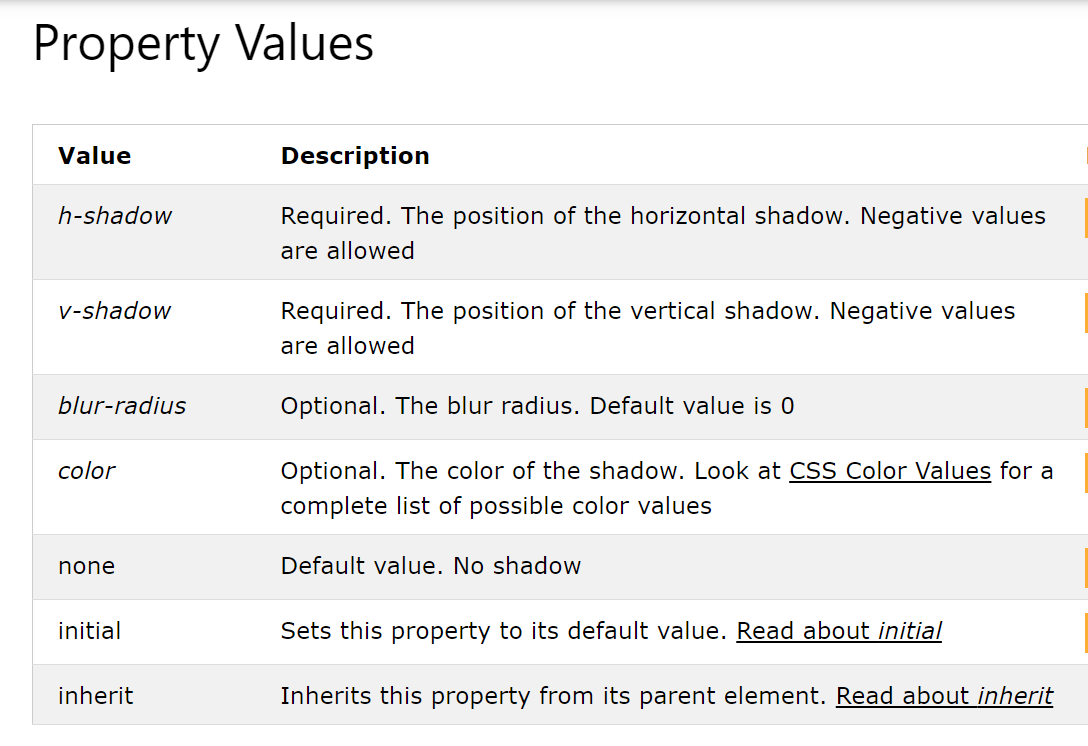 Property Values
Value Description
h-shadow Required. The position of the horizontal shadow. Negative values
are allowed
v-shadow Required. The position of the vertical shadow. Negative values
are allowed
blur-radius Optional. The blur radius. Default value is 0
color Optional. The color of the shadow. Look at CSS Color Values for a
complete list of possible color values
none Default value. No shadow
initial Sets this property to its default value. Read about initial
inherit Inherits this property from its parent element. Read about inherit